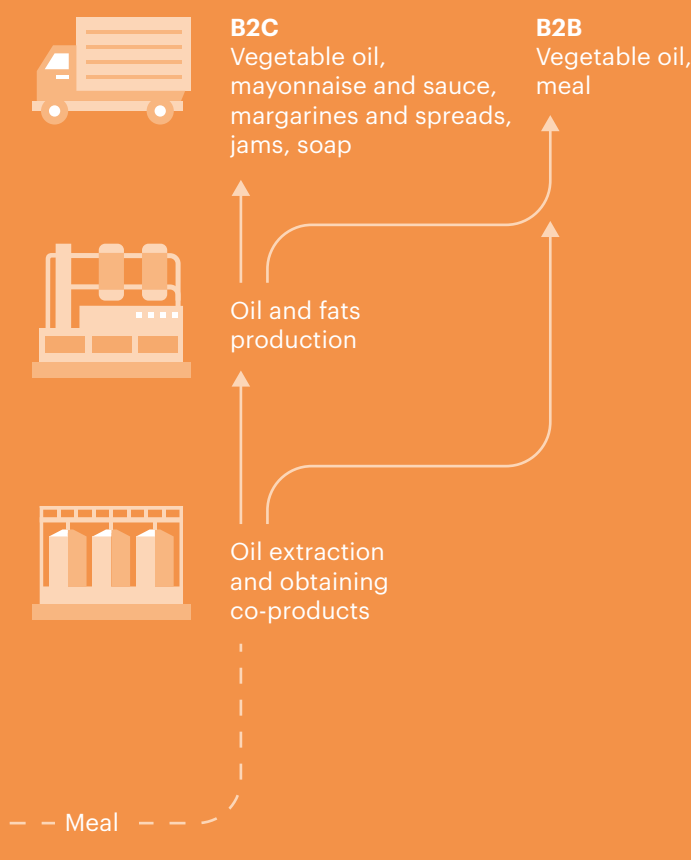 B2C
Vegetable oil,
mayonnaise and sauce,
margarines and spreads,
jams, soap
B2B
Vegetable oil,
meal
Oil and fats
production
Oil extraction
and obtaining
co-products
Meal